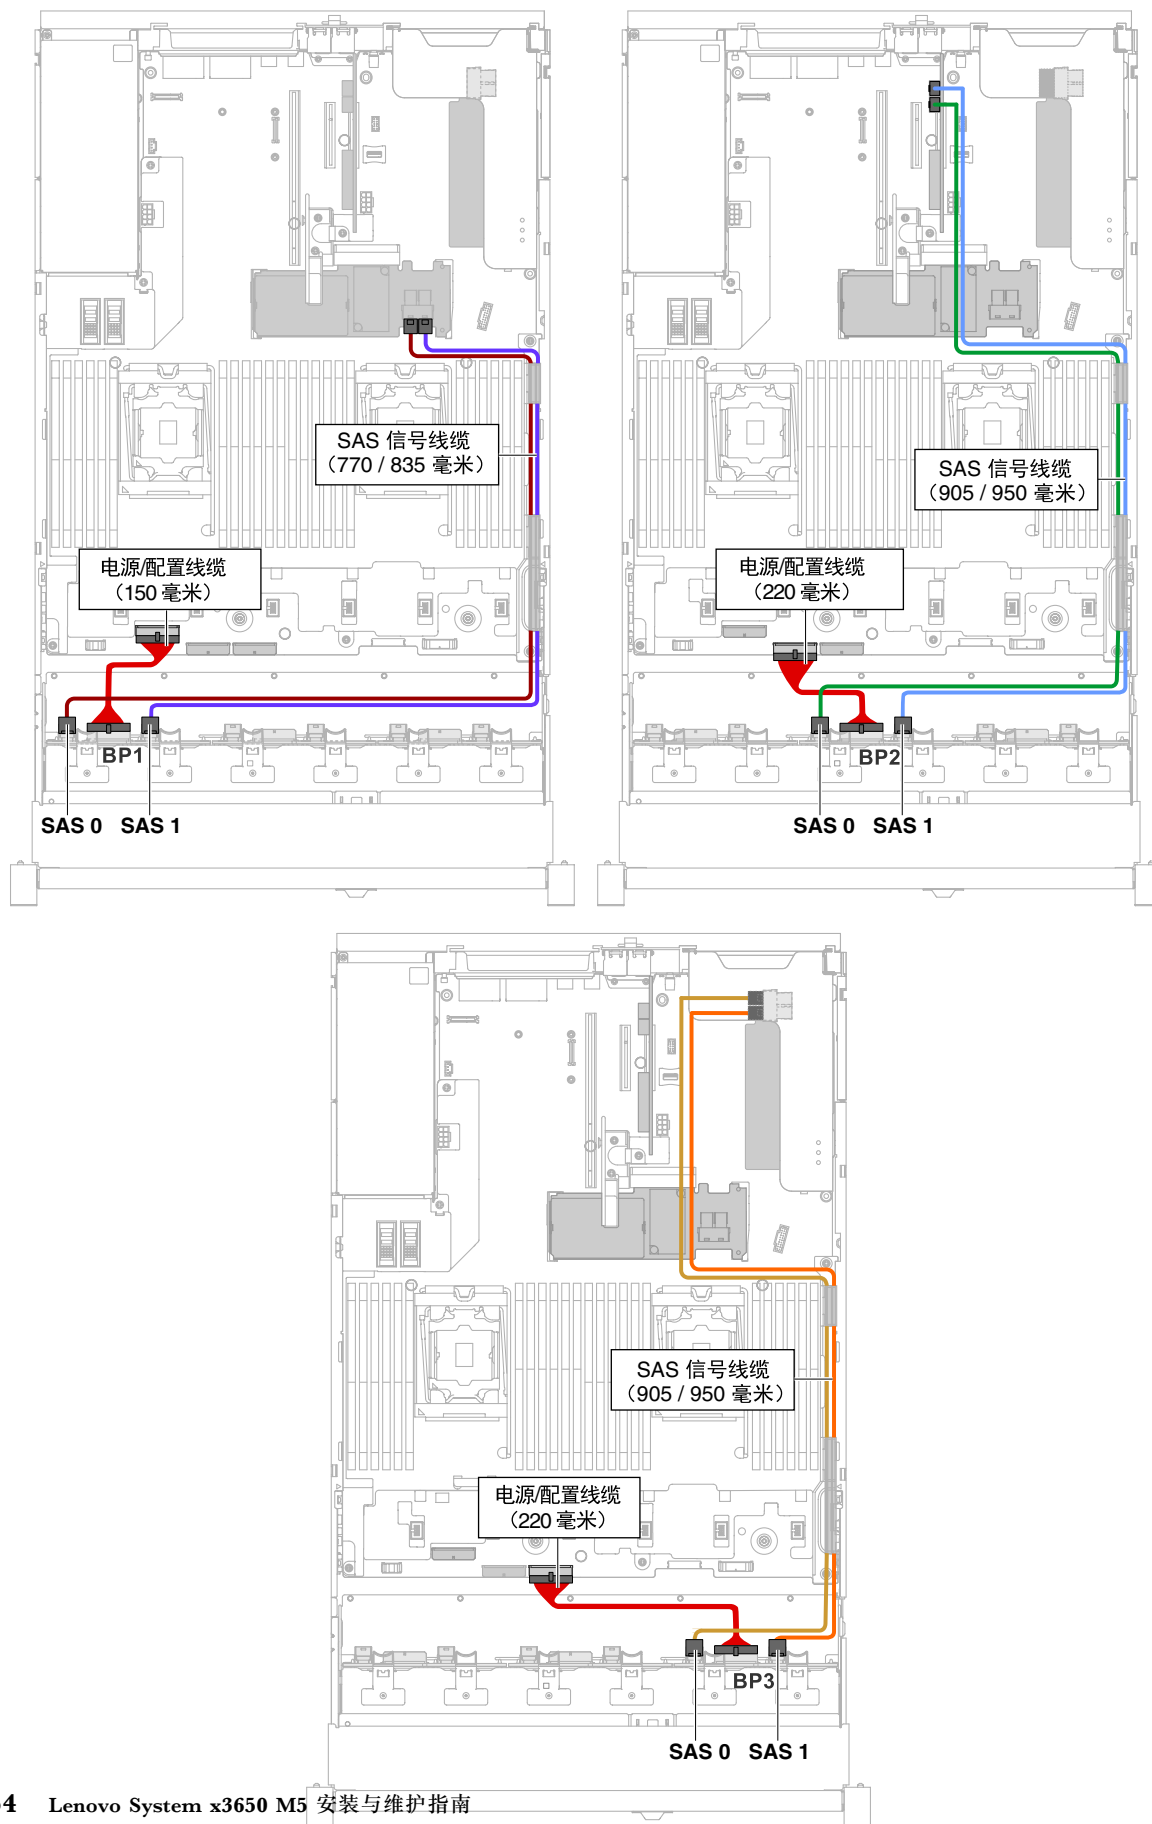 SAS 信号线缆
（770 / 835 毫米）
电源/配置线缆
（150 毫米）
BP1
SAS 0 SAS 1
SAS 信号线缆
（905 / 950 毫米）
电源/配置线缆
（220 毫米）
BP2
SAS 0 SAS 1
SAS 信号线缆
（905 / 950 毫米）
电源/配置线缆
（220 毫米）
BP3
SAS 0 SAS 1
4 Lenovo System x3650 M5 安装与维护指南